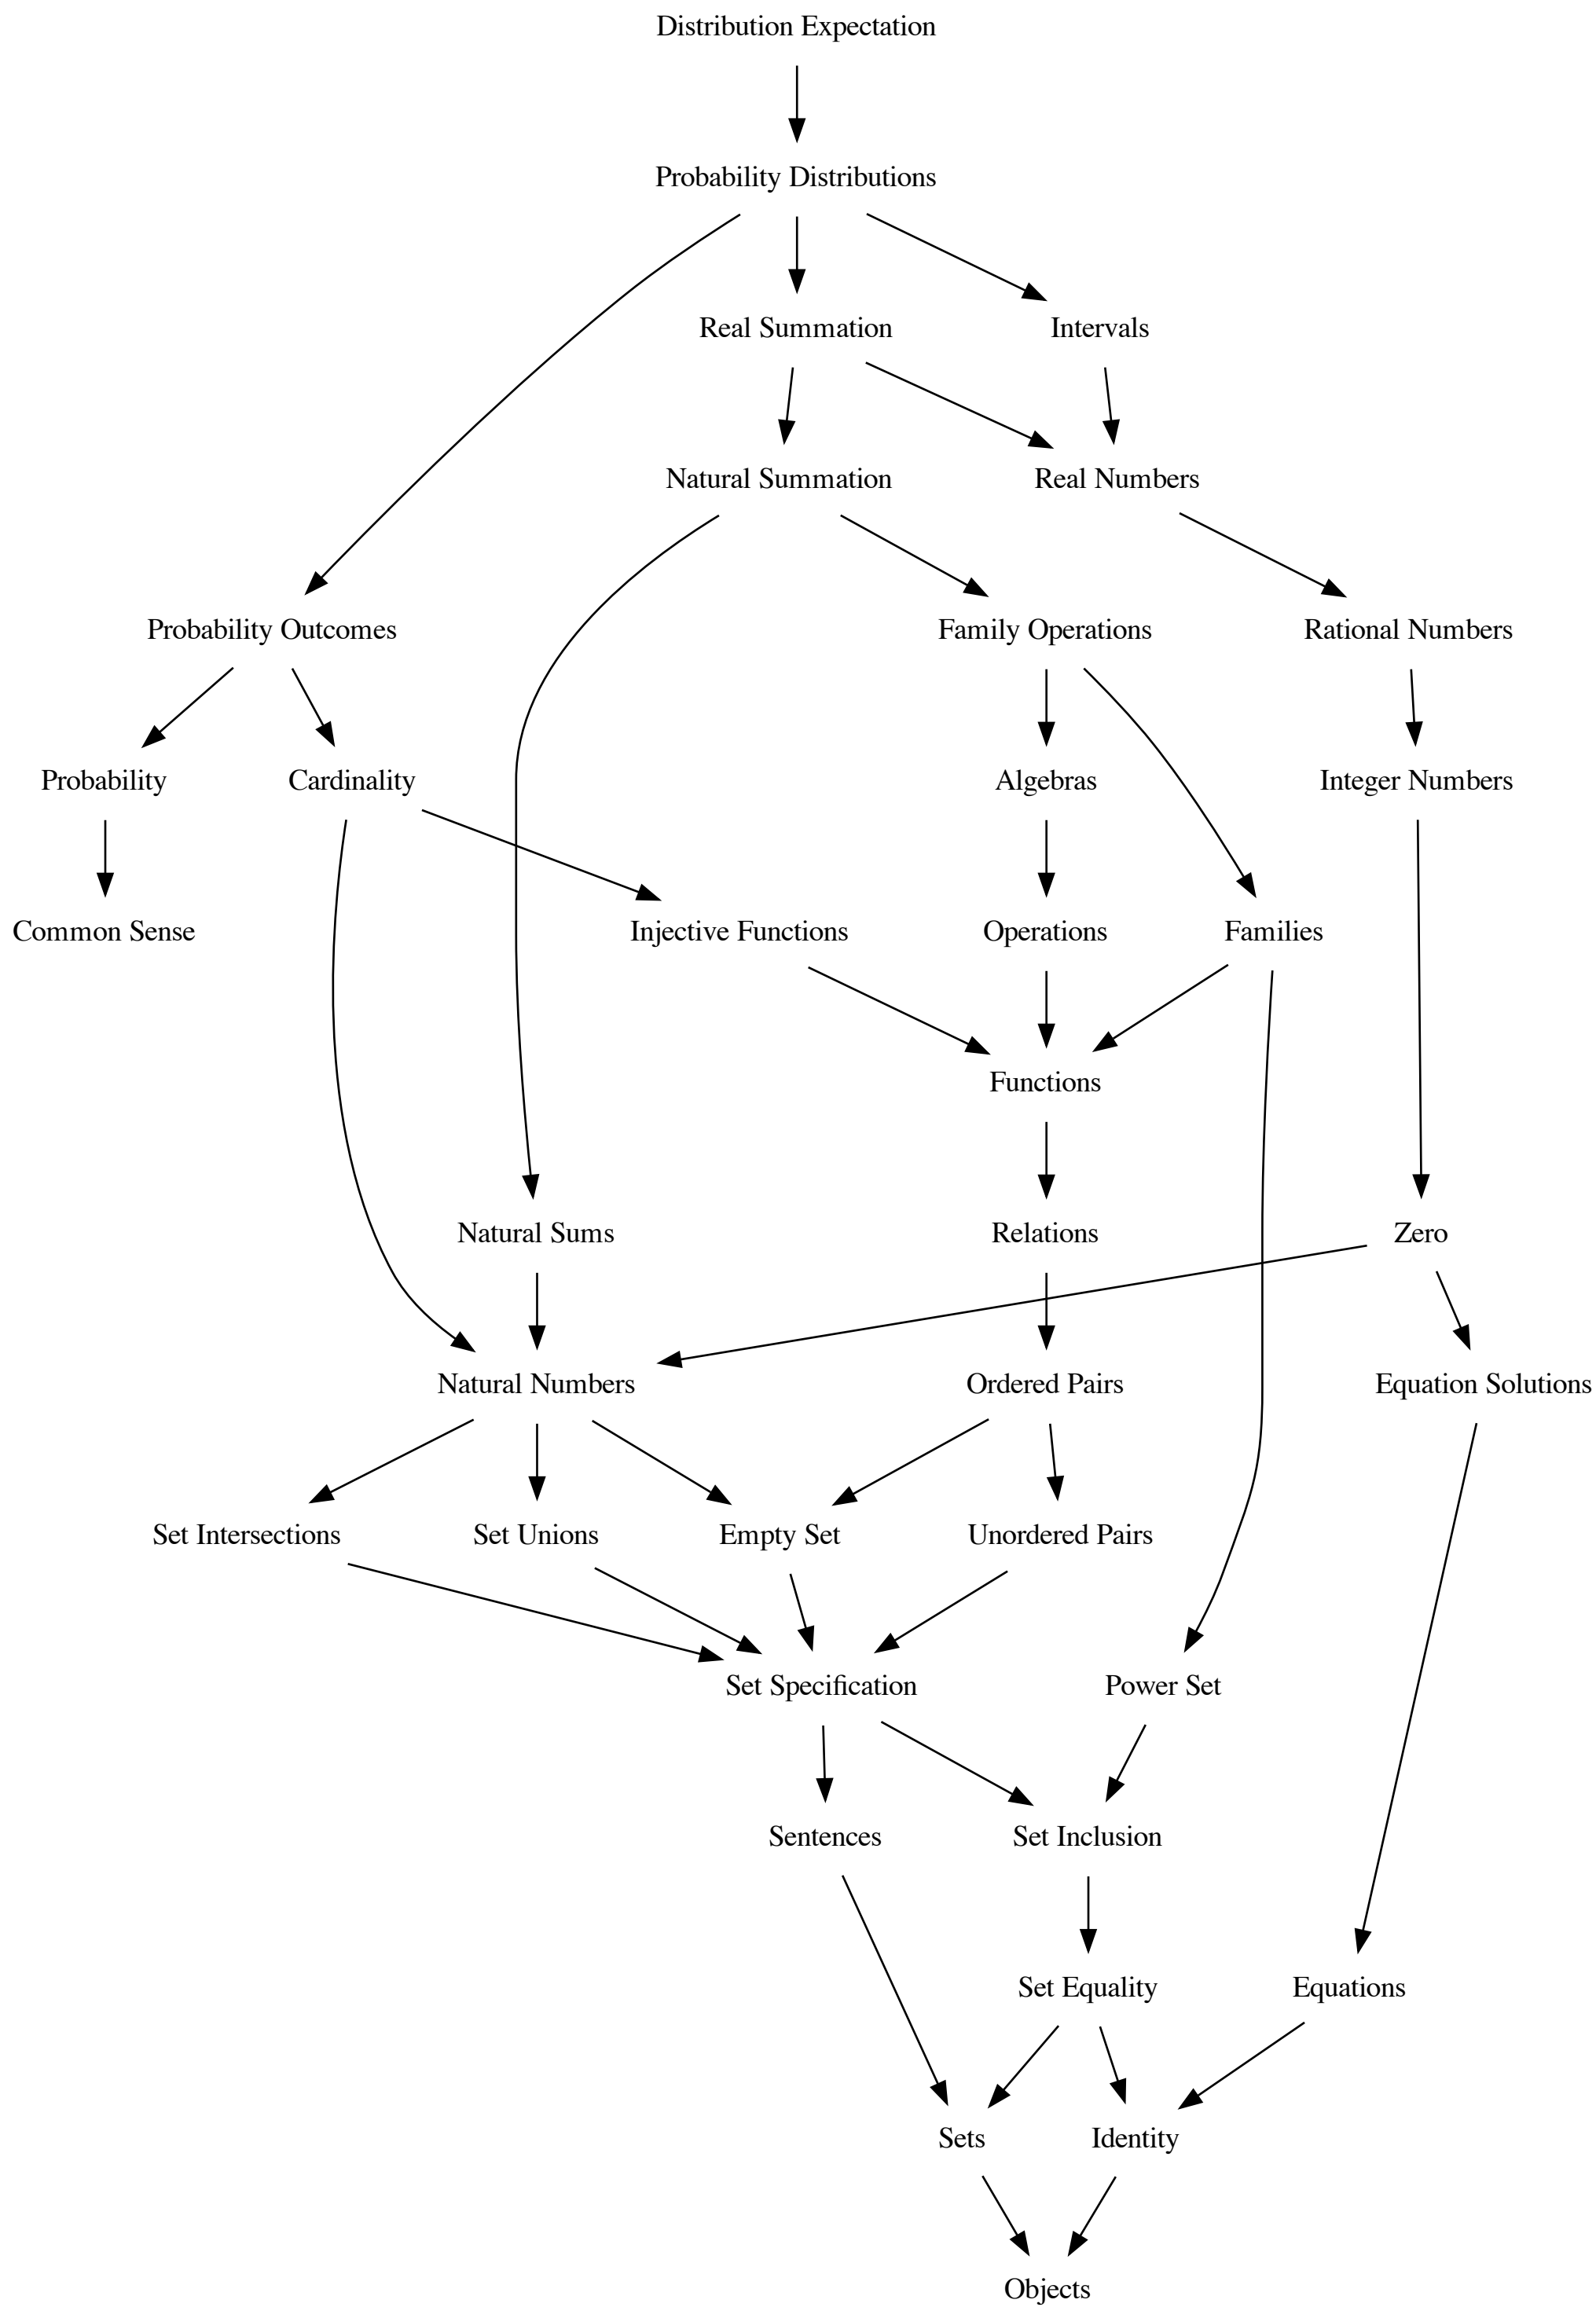 Distribution Expectation
Probability Distributions
Real Summation
Intervals
Natural Summation
Real Numbers
Probability Outcomes
Family Operations
Rational Numbers
Probability
Cardinality
Algebras
Integer Numbers
Common Sense
Injective Functions
Operations
Families
Functions
Natural Sums
Relations
Zero
Natural Numbers
Ordered Pairs
Equation Solutions
Set Intersections
Set Unions
Empty Set
Unordered Pairs
Set Specification
Power Set
Sentences
Set Inclusion
Set Equality
Equations
Sets
Identity
Objects